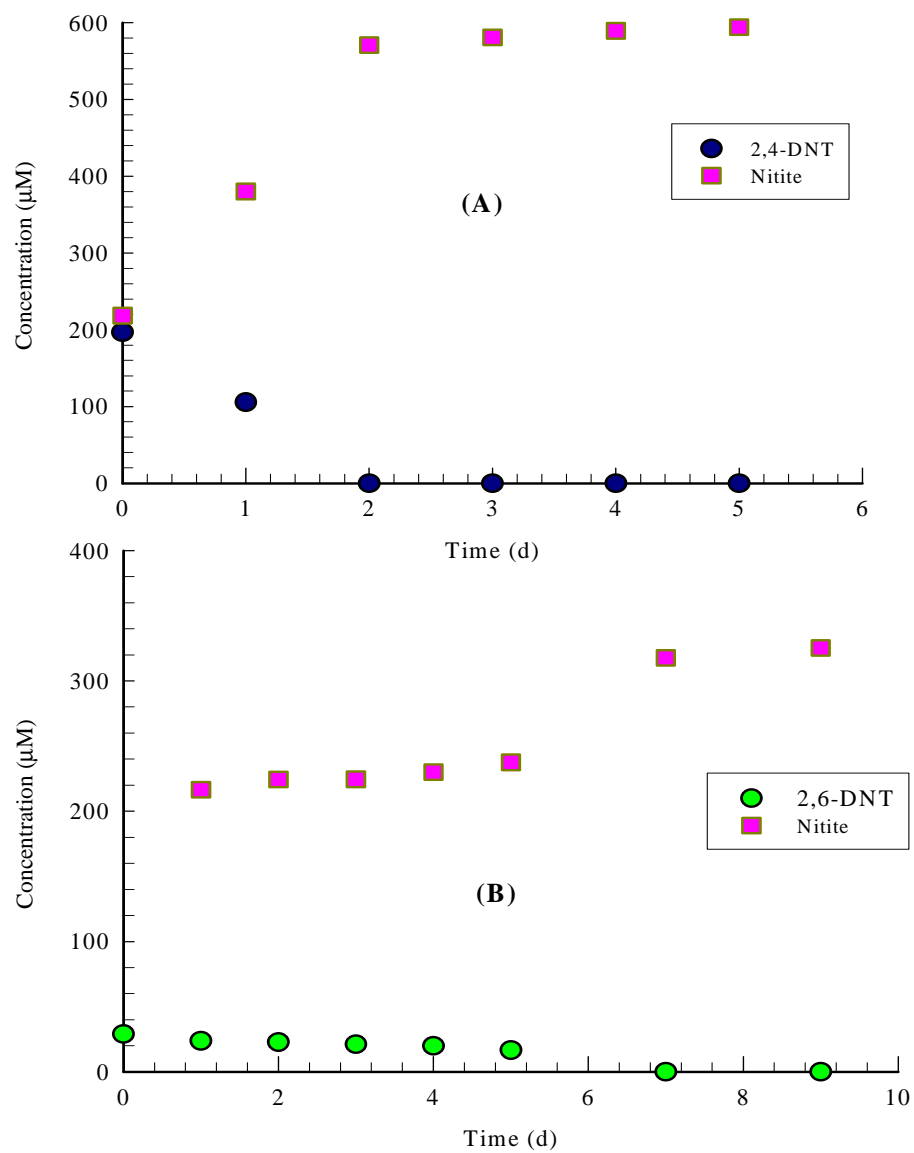 600
500
400
300
200
100
0
Concentration (µM)
2,4-DNT
Nitite
(A)
0 1 2 3 4 5 6
Time (d)
400
300
200
100
0
Concentration (µM)
2,6-DNT
Nitite
(B)
0 2 4 6 8 10
Time (d)